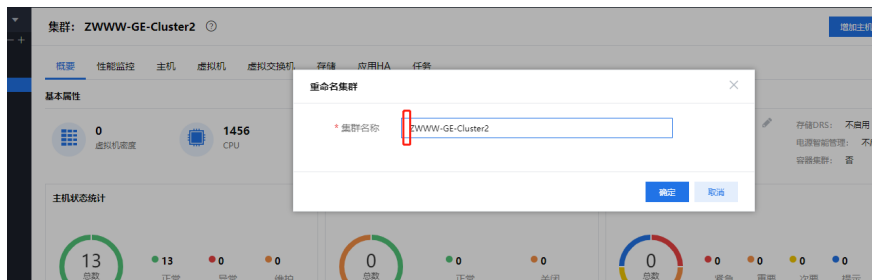 集群： ZWWW-GE-Cluster2
增加主机
概要 性能监控 主机 虚拟机 虚拟交换机 存储 应用HA 任务
基本属性
重命名集群
0
虚拟机密度
1456
CPU
* 集群名称 ZWWW-GE-Cluster2
存储DRS： 不启用
电源智能管理： 不
容器集群： 否
确定 取消
主机状态统计
13
总数
13
正常
0
异常
0
维护
0
总数
0
正常
0
关闭
0
总数
0
紧急
0
重要
0
次要
0
提示